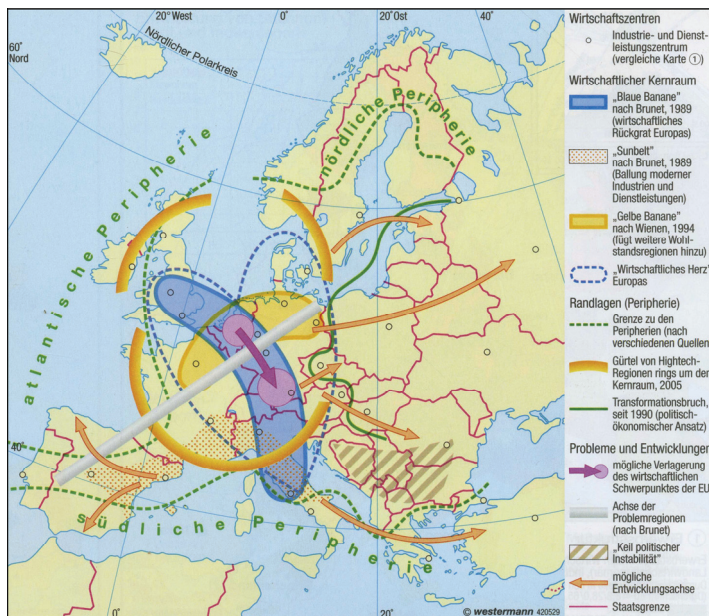 20° West
0°
20° Ost
40°
60°
Nord
Nördlicher Polarkreis
nördliche Peripherie
atlantische Peripherie
südliche Peripherie
40°
0°
20°
© westermann 420529
Wirtschaftszentren
Industrie- und Dienst-
leistungszentrum
(vergleiche Karte ①)
Wirtschaftlicher Kernraum
„Blaue Banane"
nach Brunet, 1989
(wirtschaftliches
Rückgrat Europas)
„Sunbelt"
nach Brunet, 1989
(Ballung moderner
Industrien und
Dienstleistungen)
„Gelbe Banane"
nach Wienen, 1994
(fügt weitere Wohl-
standsregionen hinzu)
„Wirtschaftliches Herz"
Europas
Randlagen (Peripherie)
Grenze zu den
Peripherien (nach
verschiedenen Quellen)
Gürtel von Hightech-
Regionen rings um den
Kernraum, 2005
Transformationsbruch,
seit 1990 (politisch-
ökonomischer Ansatz)
Probleme und Entwicklungen
mögliche Verlagerung
des wirtschaftlichen
Schwerpunktes der EU
Achse der
Problemregionen
(nach Brunet)
„Keil politischer
Instabilität"
mögliche
Entwicklungsachse
Staatsgrenze